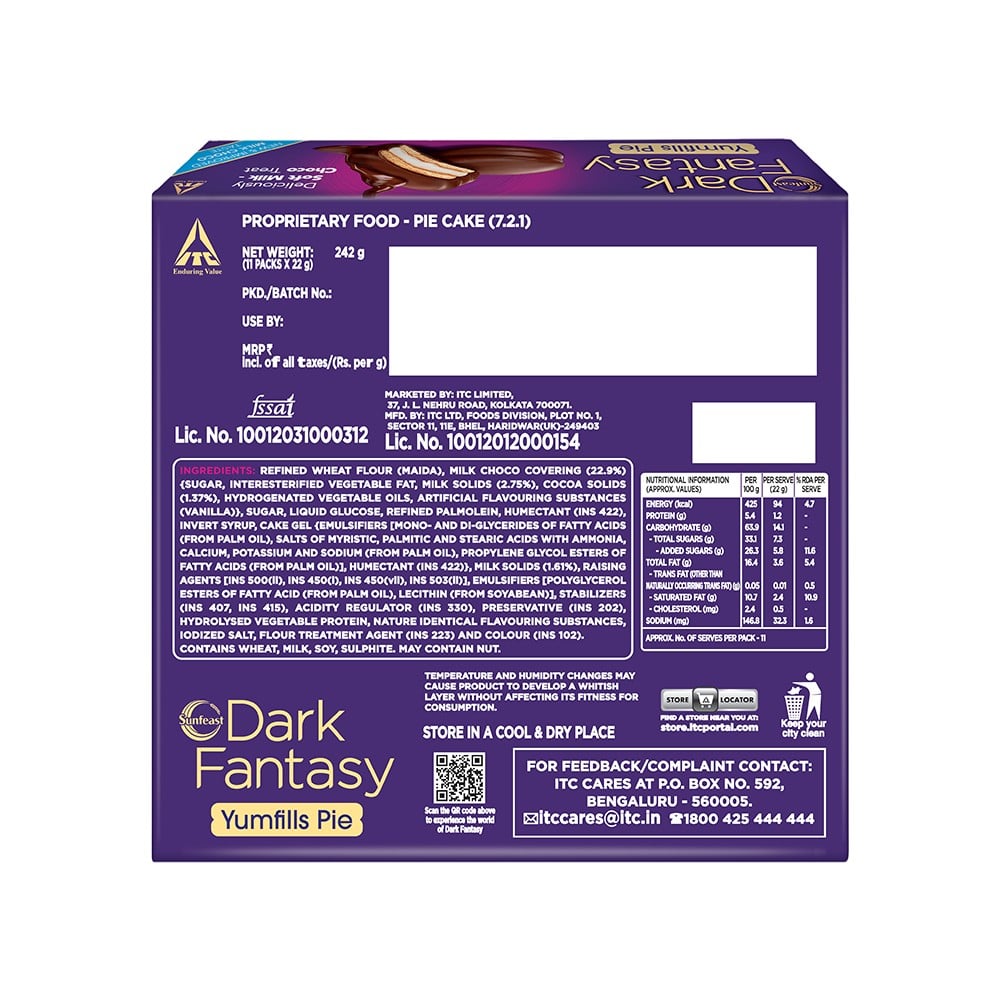 NEW & IMPROVED
MILK CHOCO
TASTE
Deliciously
Soft Milk -
Choco Treat
Sunfeast
Dark
Fantasy
Yumfills Pie
ITC
Enduring Value
PROPRIETARY FOOD - PIE CAKE (7.2.1)
NET WEIGHT: 242 g
(11 PACKS X 22 g)
PKD./BATCH No.:
USE BY:
MRP ₹
incl. of all taxes/(Rs. per g)
fssai
Lic. No. 10012031000312
MARKETED BY: ITC LIMITED,
37, J. L. NEHRU ROAD, KOLKATA 700071.
MFD. BY: ITC LTD, FOODS DIVISION, PLOT NO. 1,
SECTOR 11, 11E, BHEL, HARIDWAR(UK)-249403
Lic. No. 10012012000154
INGREDIENTS: REFINED WHEAT FLOUR (MAIDA), MILK CHOCO COVERING (22.9%)
{SUGAR, INTERESTERIFIED VEGETABLE FAT, MILK SOLIDS (2.75%), COCOA SOLIDS
(1.37%), HYDROGENATED VEGETABLE OILS, ARTIFICIAL FLAVOURING SUBSTANCES
(VANILLA)}, SUGAR, LIQUID GLUCOSE, REFINED PALMOLEIN, HUMECTANT (INS 422),
INVERT SYRUP, CAKE GEL {EMULSIFIERS [MONO- AND DI-GLYCERIDES OF FATTY ACIDS
(FROM PALM OIL), SALTS OF MYRISTIC, PALMITIC AND STEARIC ACIDS WITH AMMONIA,
CALCIUM, POTASSIUM AND SODIUM (FROM PALM OIL), PROPYLENE GLYCOL ESTERS OF
FATTY ACIDS (FROM PALM OIL)], HUMECTANT (INS 422)}, MILK SOLIDS (1.61%), RAISING
AGENTS [INS 500(ii), INS 450(i), INS 450(vii), INS 503(ii)], EMULSIFIERS [POLYGLYCEROL
ESTERS OF FATTY ACID (FROM PALM OIL), LECITHIN (FROM SOYABEAN)], STABILIZERS
(INS 407, INS 415), ACIDITY REGULATOR (INS 330), PRESERVATIVE (INS 202),
HYDROLYSED VEGETABLE PROTEIN, NATURE IDENTICAL FLAVOURING SUBSTANCES,
IODIZED SALT, FLOUR TREATMENT AGENT (INS 223) AND COLOUR (INS 102).
CONTAINS WHEAT, MILK, SOY, SULPHITE. MAY CONTAIN NUT.
NUTRITIONAL INFORMATION PER PER SERVE % RDA PER
(APPROX. VALUES) 100 g (22 g) SERVE
ENERGY (kcal) 425 94 4.7
PROTEIN (g) 5.4 1.2 -
CARBOHYDRATE (g) 63.9 14.1 -
- TOTAL SUGARS (g) 33.1 7.3 -
- ADDED SUGARS (g) 26.3 5.8 11.6
TOTAL FAT (g) 16.4 3.6 5.4
- TRANS FAT (OTHER THAN
NATURALLY OCCURRING TRANS FAT) (g) 0.05 0.01 0.5
- SATURATED FAT (g) 10.7 2.4 10.9
- CHOLESTEROL (mg) 2.4 0.5 -
SODIUM (mg) 146.8 32.3 1.6
APPROX. No. OF SERVES PER PACK - 11
Sunfeast
Dark
Fantasy
Yumfills Pie
TEMPERATURE AND HUMIDITY CHANGES MAY
CAUSE PRODUCT TO DEVELOP A WHITISH
LAYER WITHOUT AFFECTING ITS FITNESS FOR
CONSUMPTION.
STORE IN A COOL & DRY PLACE
Scan the QR code above
to experience the world
of Dark Fantasy
STORE LOCATOR
FIND A STORE NEAR YOU AT:
store.itcportal.com
Keep your
city clean
FOR FEEDBACK/COMPLAINT CONTACT:
ITC CARES AT P.O. BOX NO. 592,
BENGALURU - 560005.
✉itccares@itc.in ☎1800 425 444 444